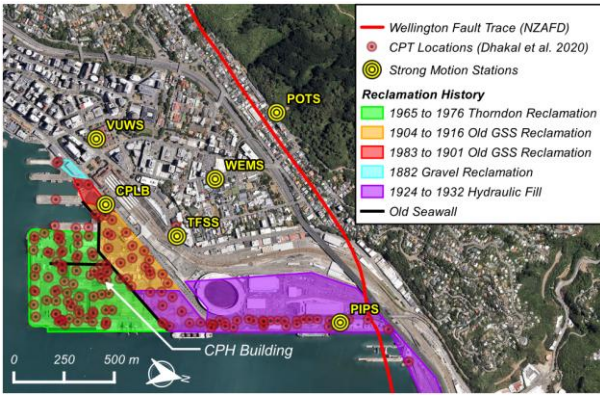 Wellington Fault Trace (NZAFD)
CPT Locations (Dhakal et al. 2020)
Strong Motion Stations
Reclamation History
1965 to 1976 Thorndon Reclamation
1904 to 1916 Old GSS Reclamation
1983 to 1901 Old GSS Reclamation
1882 Gravel Reclamation
1924 to 1932 Hydraulic Fill
Old Seawall
POTS
VUWS
WEMS
CPLB
TFSS
PIPS
CPH Building
0 250 500 m
N